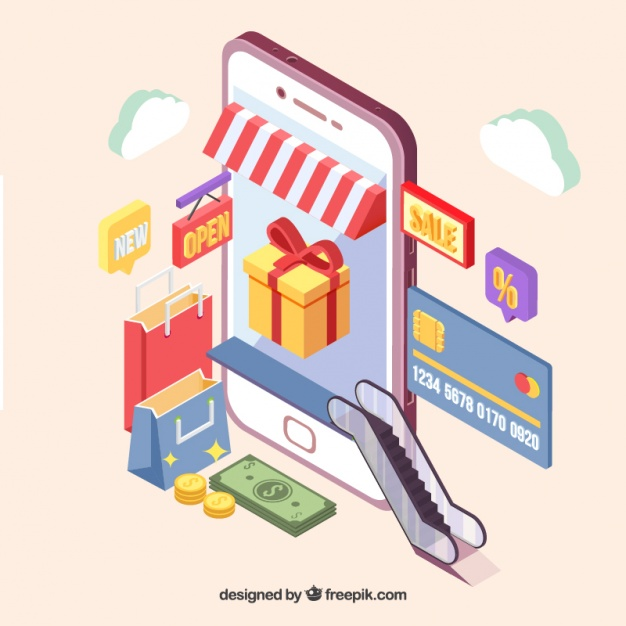 NEW
OPEN
SALE
%
1234 5678 0170 0920
$
$
$
designed by freepik.com